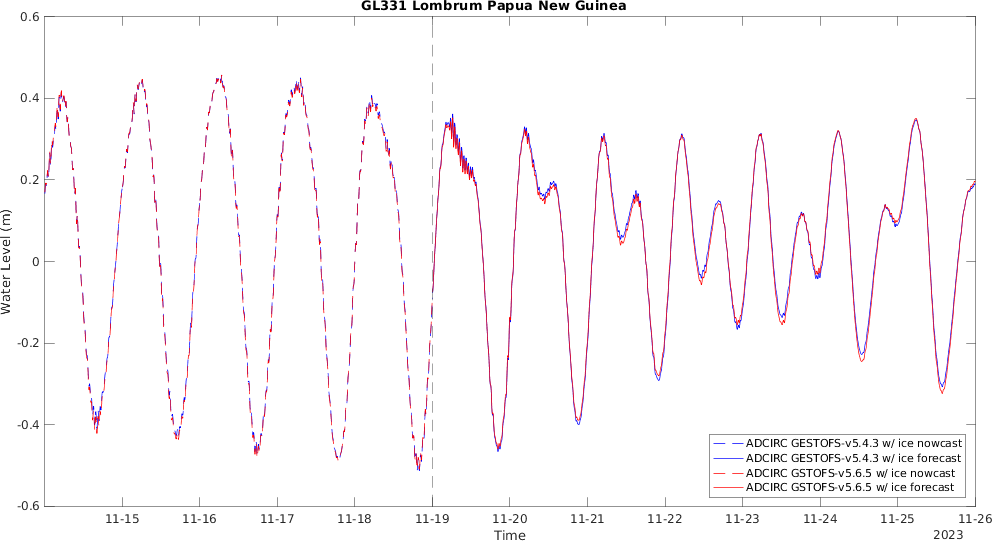 GL331 Lombrum Papua New Guinea
0.6
0.4
0.2
0
-0.2
-0.4
-0.6
Water Level (m)
ADCIRC GESTOFS-v5.4.3 w/ ice nowcast
ADCIRC GESTOFS-v5.4.3 w/ ice forecast
ADCIRC GSTOFS-v5.6.5 w/ ice nowcast
ADCIRC GSTOFS-v5.6.5 w/ ice forecast
11-15 11-16 11-17 11-18 11-19 11-20 11-21 11-22 11-23 11-24 11-25 11-26
Time
2023